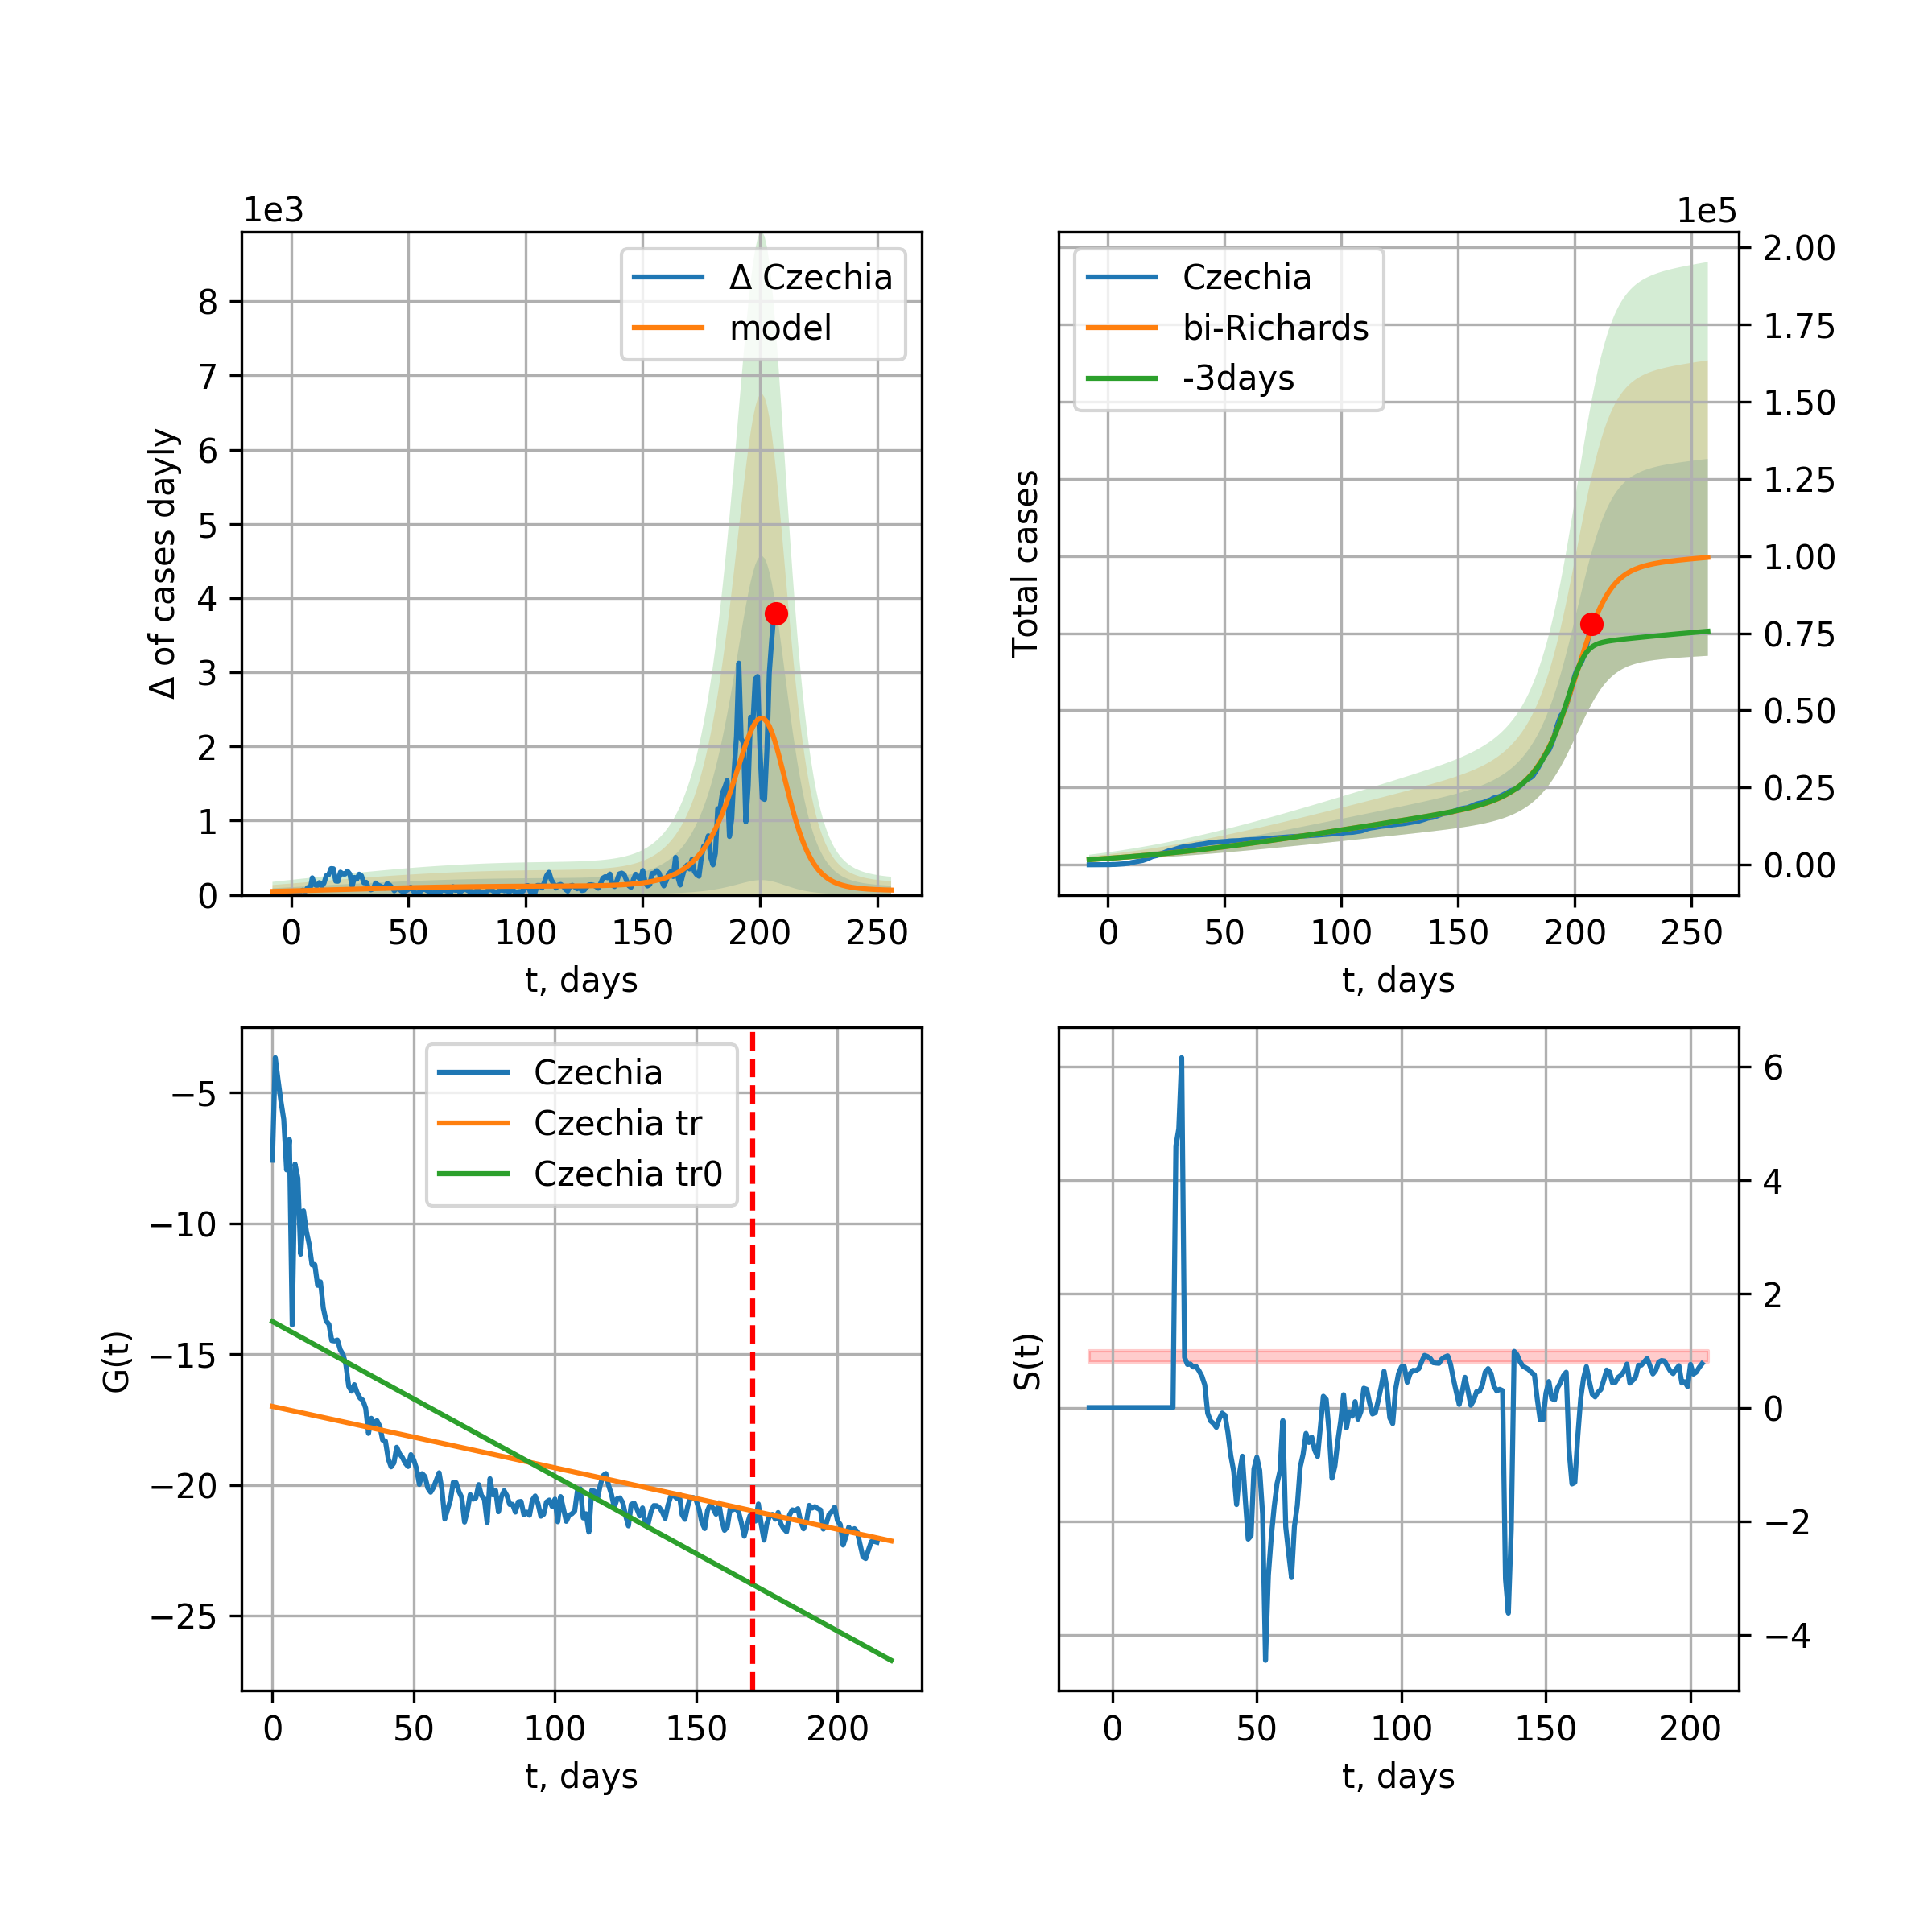 1e3
Δ of cases dayly
8
7
6
5
4
3
2
1
0
Δ Czechia
model
0 50 100 150 200 250
t, days
1e5
Total cases
Czechia
bi-Richards
-3days
2.00
1.75
1.50
1.25
1.00
0.75
0.50
0.25
0.00
0 50 100 150 200 250
t, days
G(t)
−5
−10
−15
−20
−25
Czechia
Czechia tr
Czechia tr0
0 50 100 150 200
t, days
S(t)
6
4
2
0
−2
−4
0 50 100 150 200
t, days